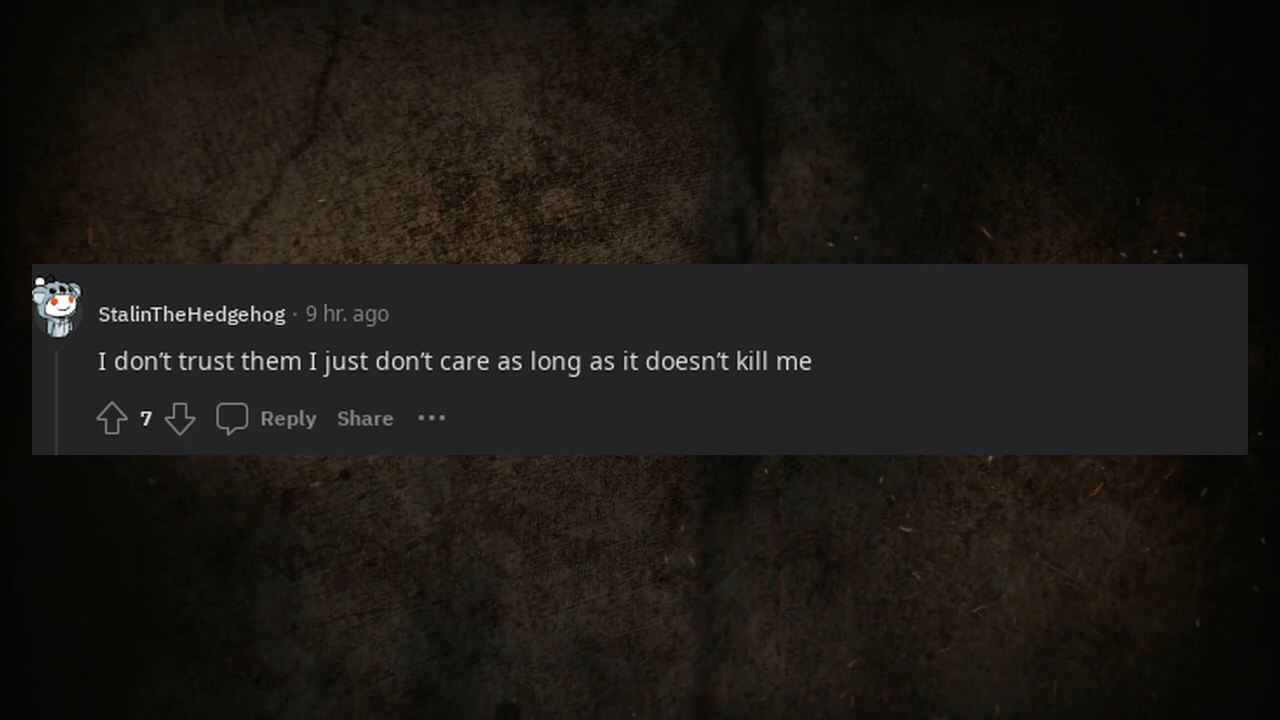 StalinTheHedgehog · 9 hr. ago
I don’t trust them I just don’t care as long as it doesn’t kill me
7 Reply Share ···